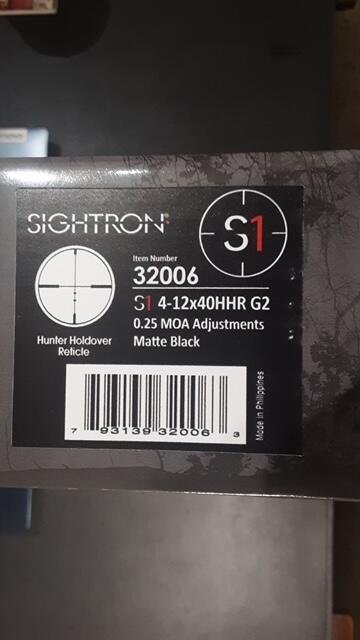 SIGHTRON®
S1
Item Number
32006
S1 4-12x40HHR G2
0.25 MOA Adjustments
Matte Black
Hunter Holdover
Reticle
7 93139 32006 3
Made in Philippines